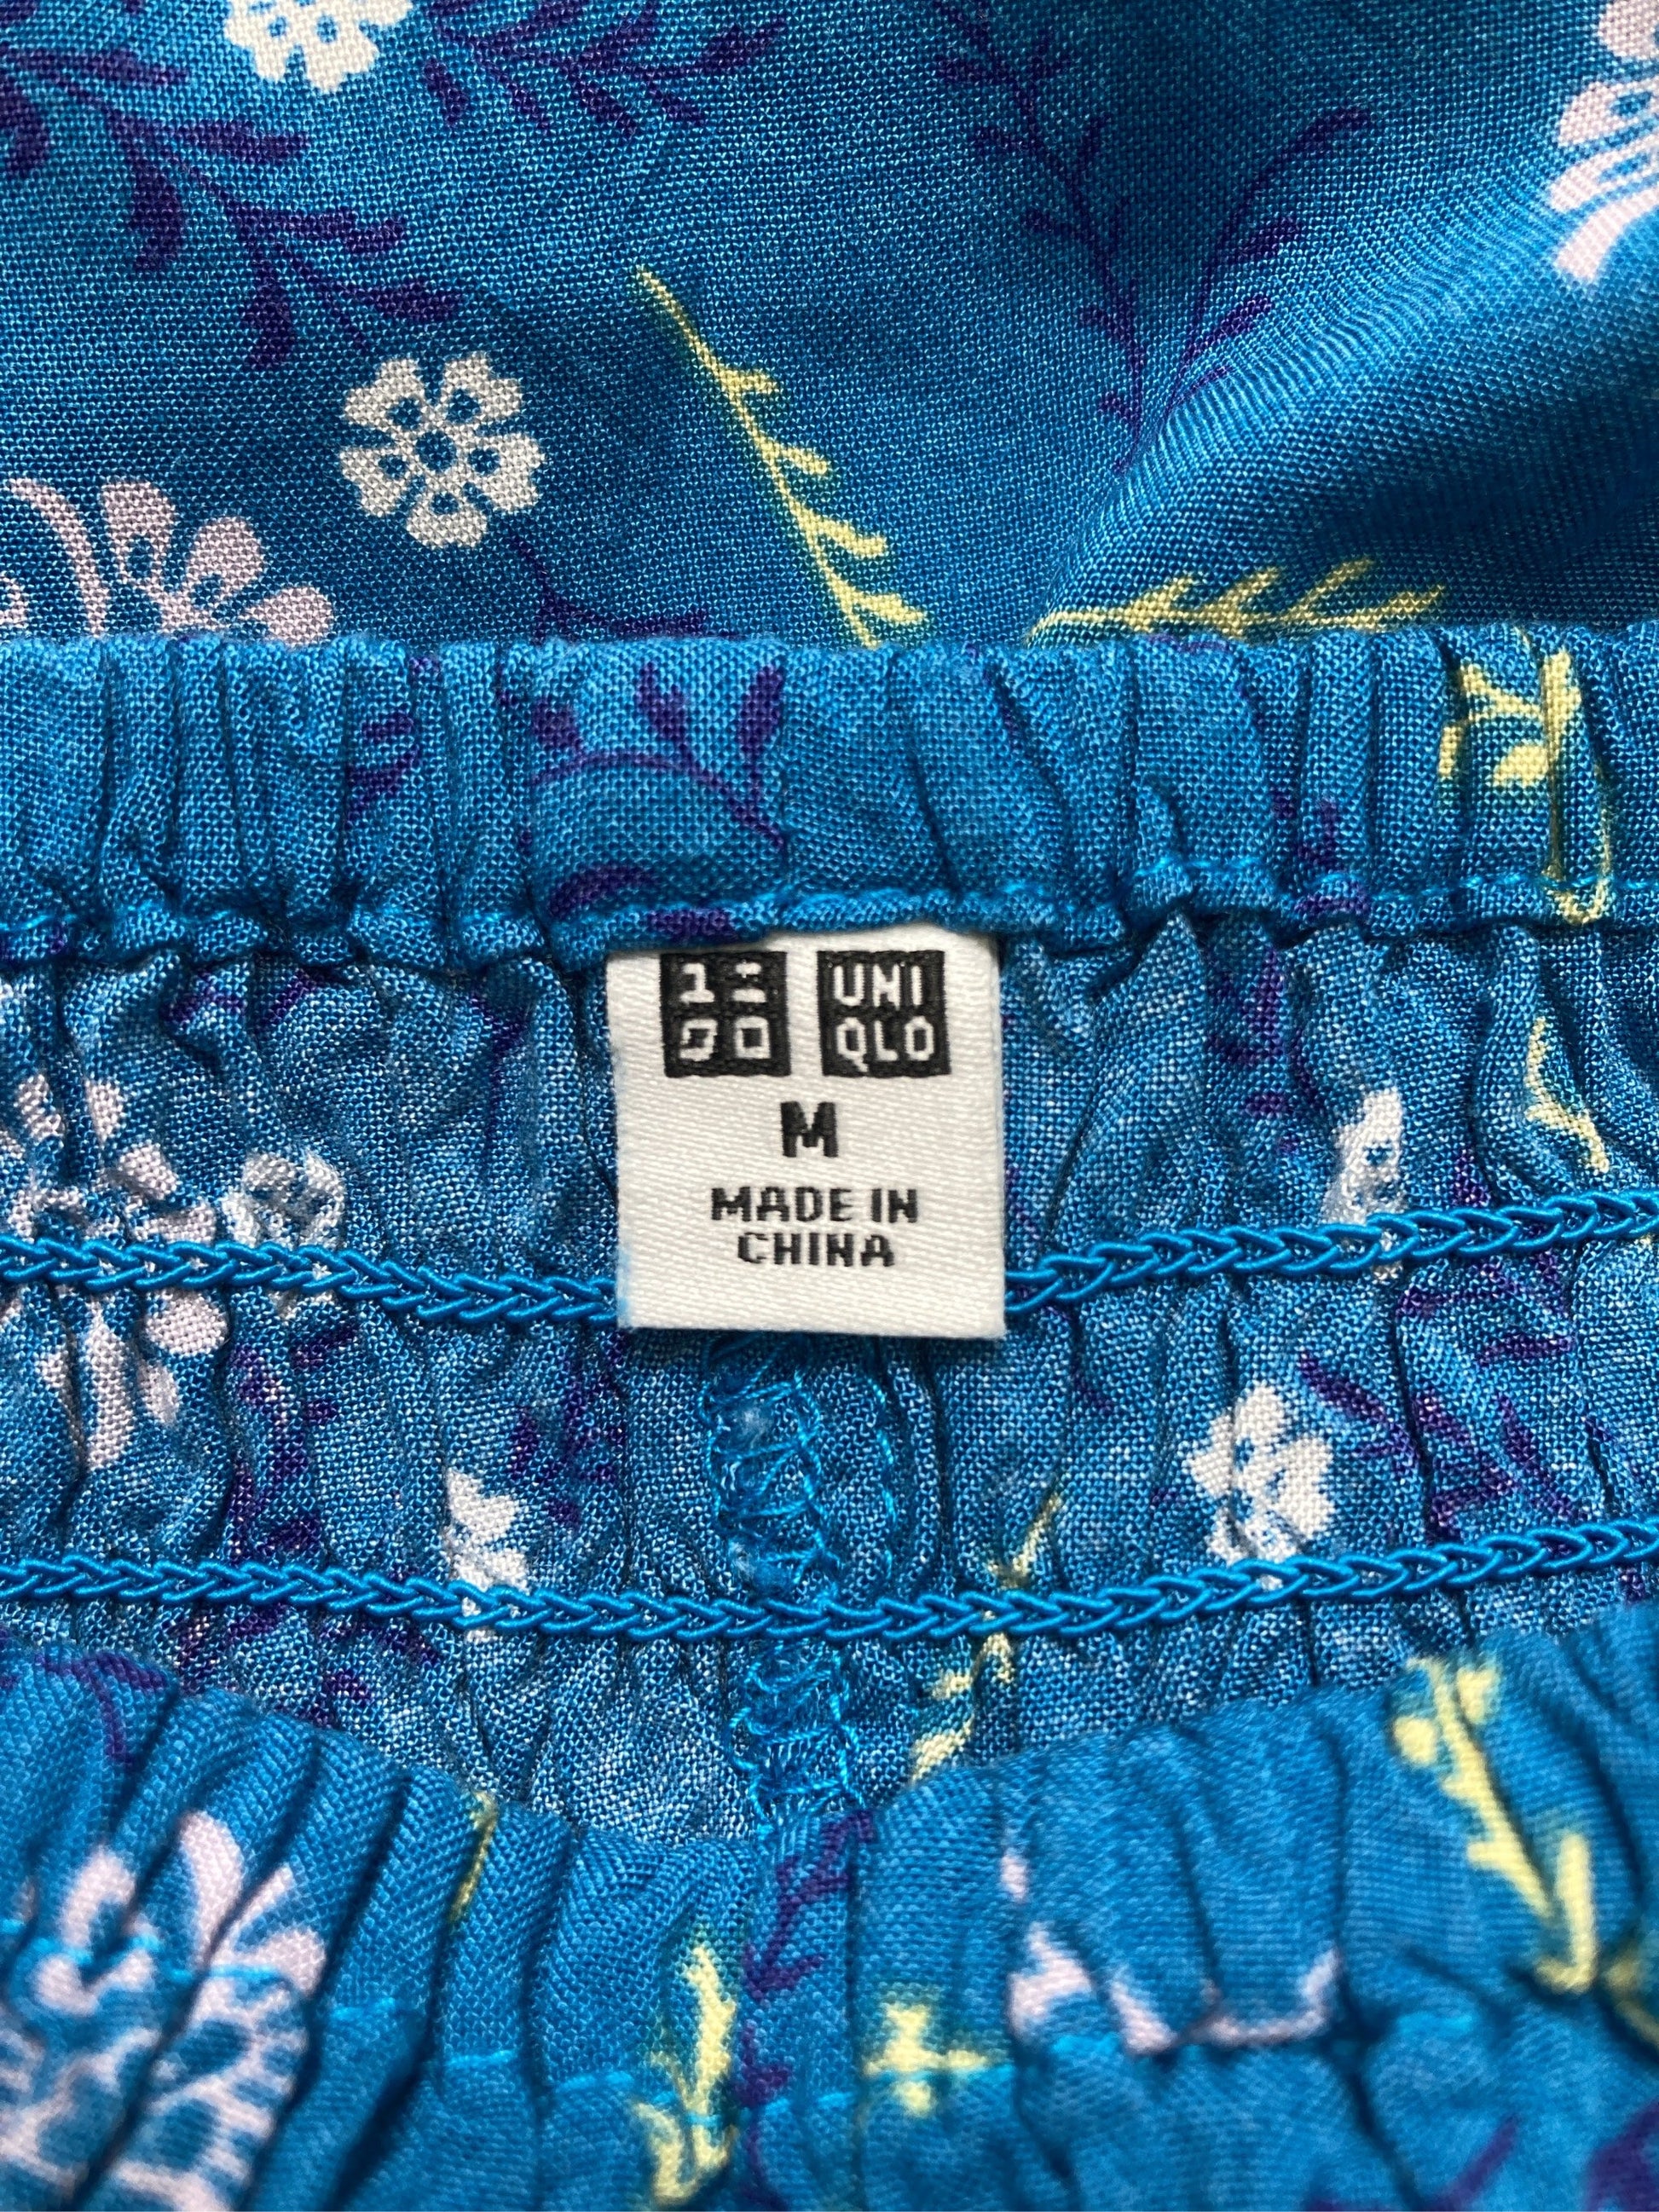 ユニ UNI
クロ QLO
M
MADE IN
CHINA